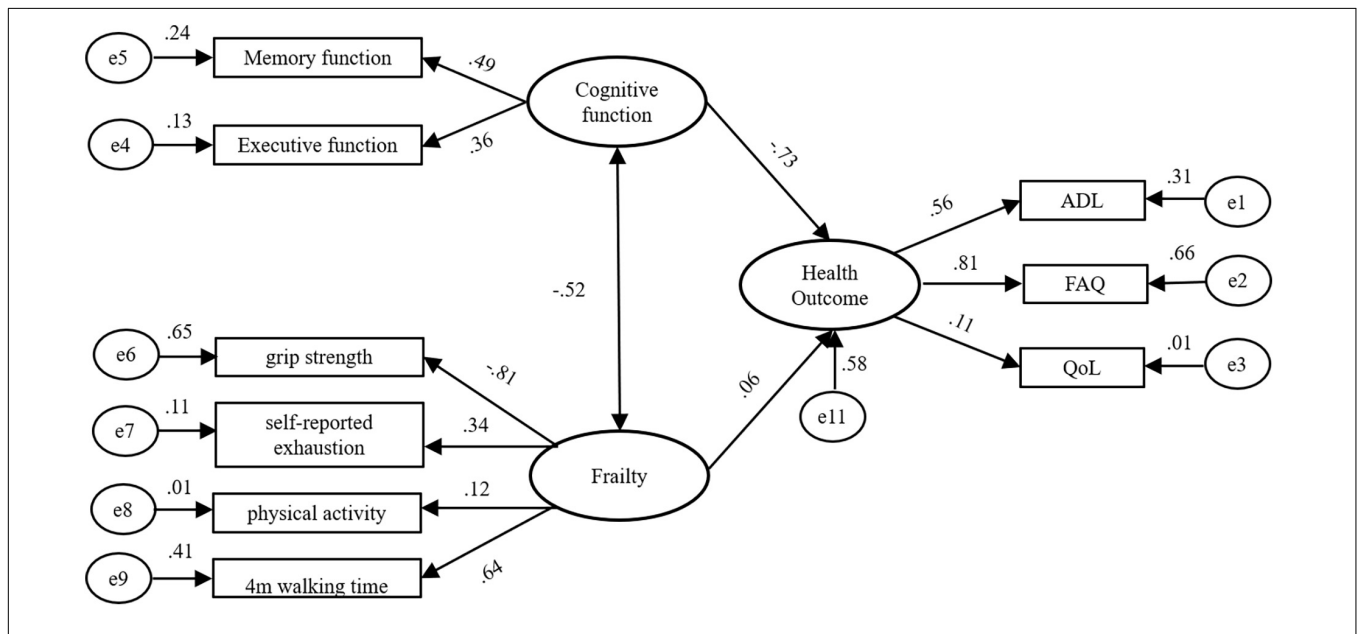 e5
.24
Memory function
.49
e4
.13
Executive function
.36
Cognitive
function
-.73
-.52
e6
.65
grip strength
-.81
e7
.11
self-reported
exhaustion
.34
e8
.01
physical activity
.12
e9
.41
4m walking time
.64
Frailty
.06
Health
Outcome
.58
e11
.56
ADL
.31
e1
.81
FAQ
.66
e2
.11
QoL
.01
e3